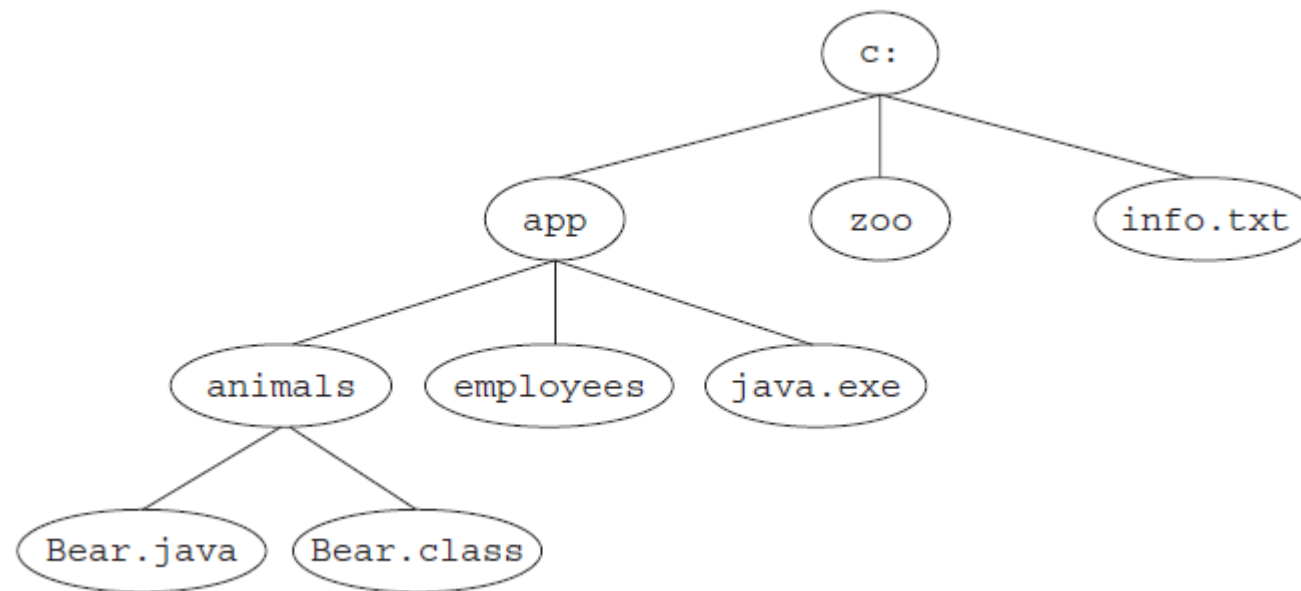 c:
app
zoo
info.txt
animals
employees
java.exe
Bear.java
Bear.class